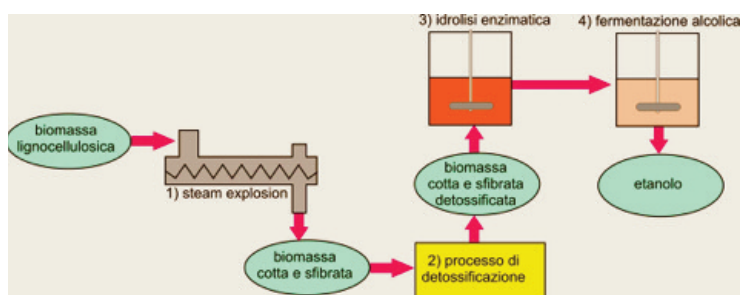 biomassa
lignocellulosica
1) steam explosion
biomassa
cotta e sfibrata
2) processo di
detossificazione
biomassa
cotta e sfibrata
detossificata
3) idrolisi enzimatica
4) fermentazione alcolica
etanolo